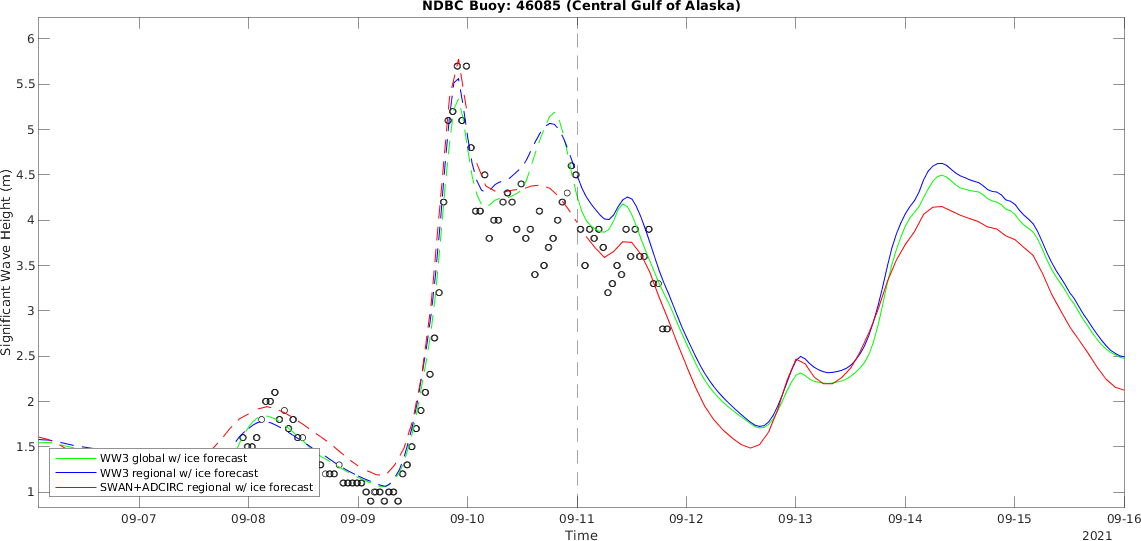 NDBC Buoy: 46085 (Central Gulf of Alaska)
6
5.5
5
4.5
4
3.5
3
2.5
2
1.5
1
Significant Wave Height (m)
WW3 global w/ ice forecast
WW3 regional w/ ice forecast
SWAN+ADCIRC regional w/ ice forecast
09-07 09-08 09-09 09-10 09-11 09-12 09-13 09-14 09-15 09-16
Time
2021